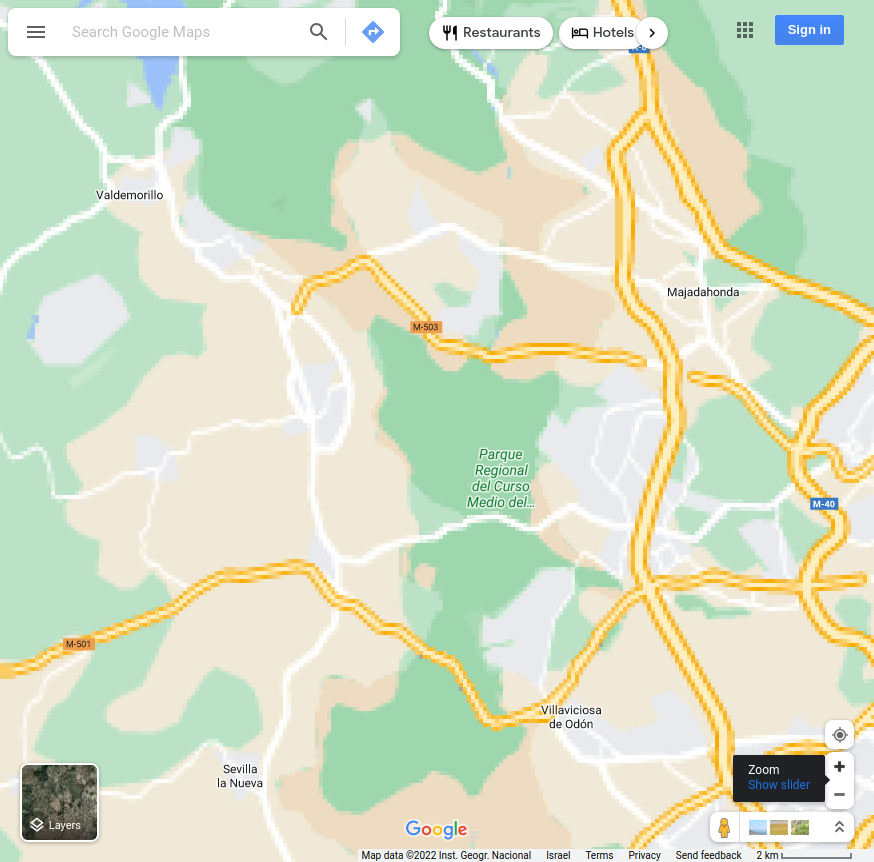 Search Google Maps
Restaurants
Hotels
Sign in
Valdemorillo
Majadahonda
M-503
Parque
Regional
del Curso
Medio del...
M-40
M-501
Villaviciosa
de Odón
Sevilla
la Nueva
Zoom
Show slider
Layers
Google
Map data ©2022 Inst. Geogr. Nacional Israel Terms Privacy Send feedback 2 km